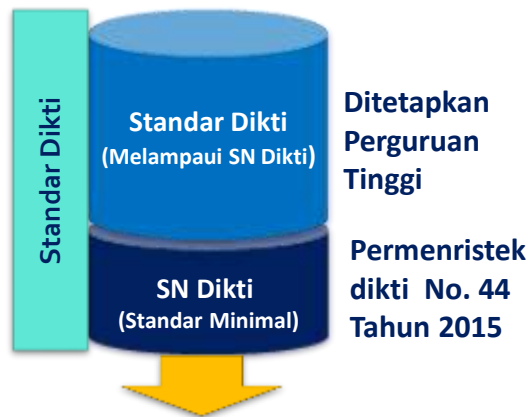 Standar Dikti
Standar Dikti
(Melampaui SN Dikti)
Ditetapkan
Perguruan
Tinggi
SN Dikti
(Standar Minimal)
Permenristek
dikti No. 44
Tahun 2015